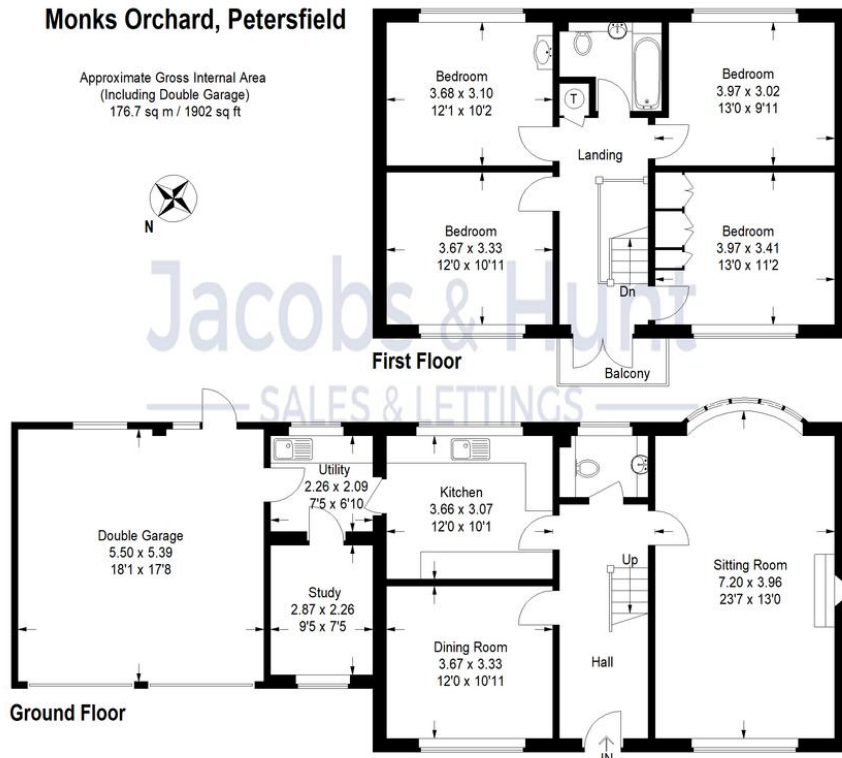 Monks Orchard, Petersfield
Approximate Gross Internal Area
(Including Double Garage)
176.7 sq m / 1902 sq ft
N
Bedroom
3.68 x 3.10
12'1 x 10'2
T
Bedroom
3.97 x 3.02
13'0 x 9'11
Landing
Bedroom
3.67 x 3.33
12'0 x 10'11
Bedroom
3.97 x 3.41
13'0 x 11'2
Dn
Jacobs & Hunt
SALES & LETTINGS
First Floor
Balcony
Double Garage
5.50 x 5.39
18'1 x 17'8
Utility
2.26 x 2.09
7'5 x 6'10
Kitchen
3.66 x 3.07
12'0 x 10'1
Study
2.87 x 2.26
9'5 x 7'5
Up
Sitting Room
7.20 x 3.96
23'7 x 13'0
Dining Room
3.67 x 3.33
12'0 x 10'11
Hall
Ground Floor
IN